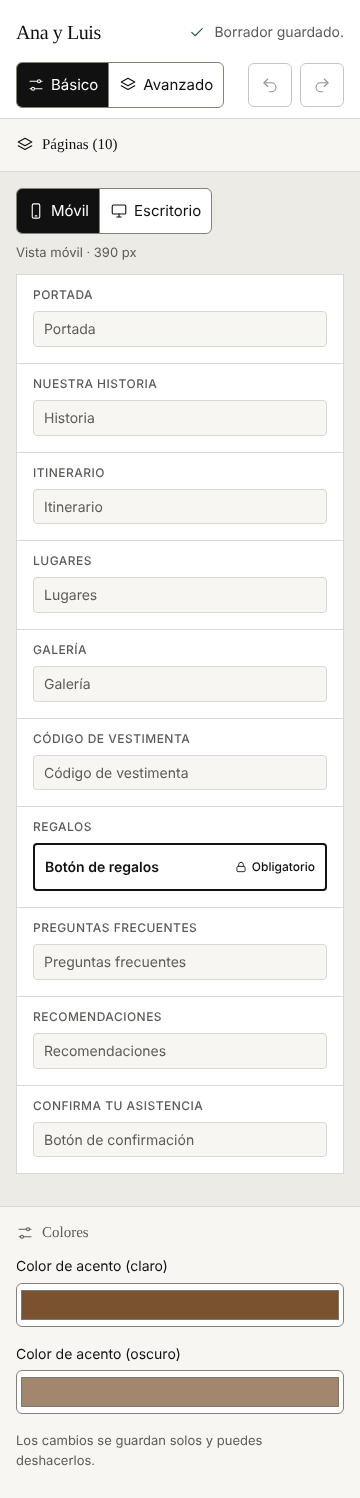 Ana y Luis
Borrador guardado.
Básico
Avanzado
Páginas (10)
Móvil
Escritorio
Vista móvil · 390 px
PORTADA
Portada
NUESTRA HISTORIA
Historia
ITINERARIO
Itinerario
LUGARES
Lugares
GALERÍA
Galería
CÓDIGO DE VESTIMENTA
Código de vestimenta
REGALOS
Botón de regalos
Obligatorio
PREGUNTAS FRECUENTES
Preguntas frecuentes
RECOMENDACIONES
Recomendaciones
CONFIRMA TU ASISTENCIA
Botón de confirmación
Colores
Color de acento (claro)
Color de acento (oscuro)
Los cambios se guardan solos y puedes
deshacerlos.